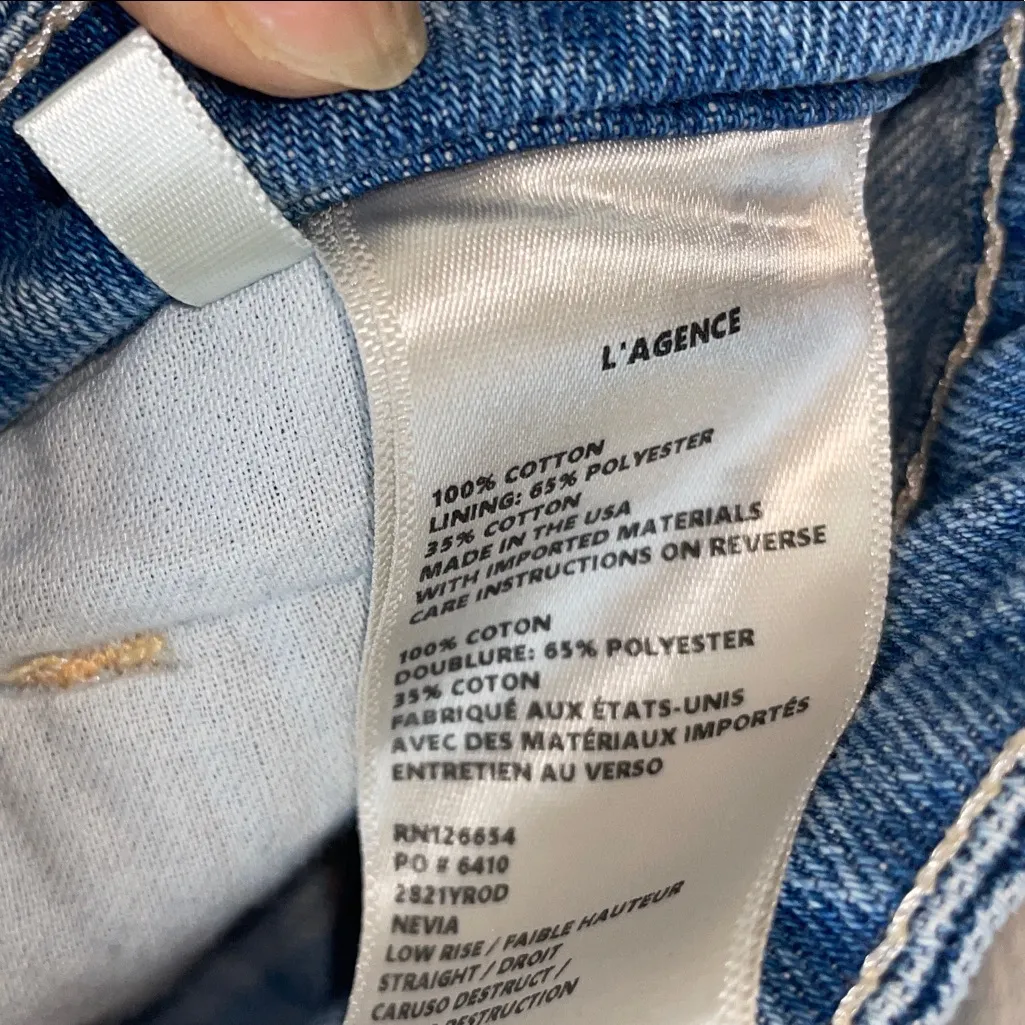 L'AGENCE
100% COTTON
LINING: 65% POLYESTER
35% COTTON
MADE IN THE USA
WITH IMPORTED MATERIALS
CARE INSTRUCTIONS ON REVERSE
100% COTON
DOUBLURE: 65% POLYESTER
35% COTON
FABRIQUÉ AUX ÉTATS-UNIS
AVEC DES MATÉRIAUX IMPORTÉS
ENTRETIEN AU VERSO
RN126654
PO # 6410
2821YROD
NEVIA
LOW RISE / FAIBLE HAUTEUR
STRAIGHT / DROIT
CARUSO DESTRUCT /
DESTRUCTION